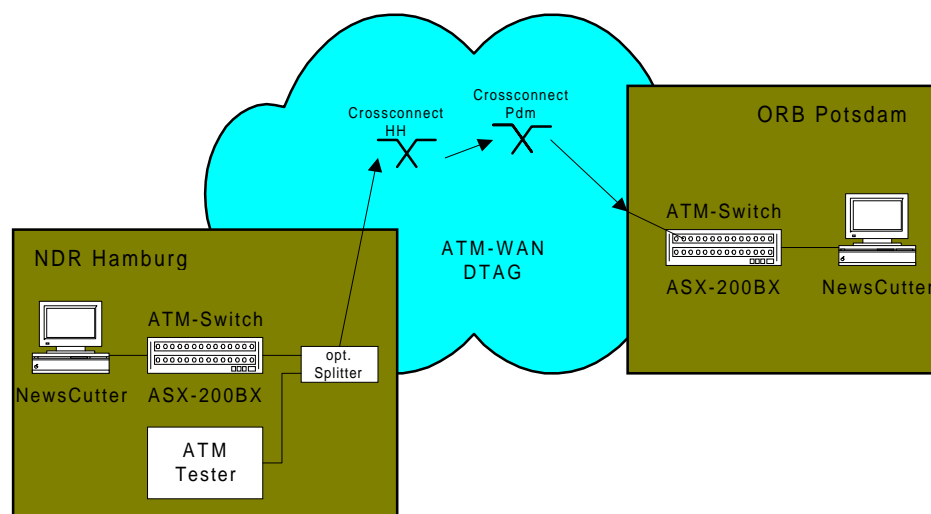 Crossconnect
HH
Crossconnect
Pdm
ATM-WAN
DTAG
NDR Hamburg
ATM-Switch
NewsCutter
ASX-200BX
opt.
Splitter
ATM
Tester
ORB Potsdam
ATM-Switch
ASX-200BX
NewsCutter